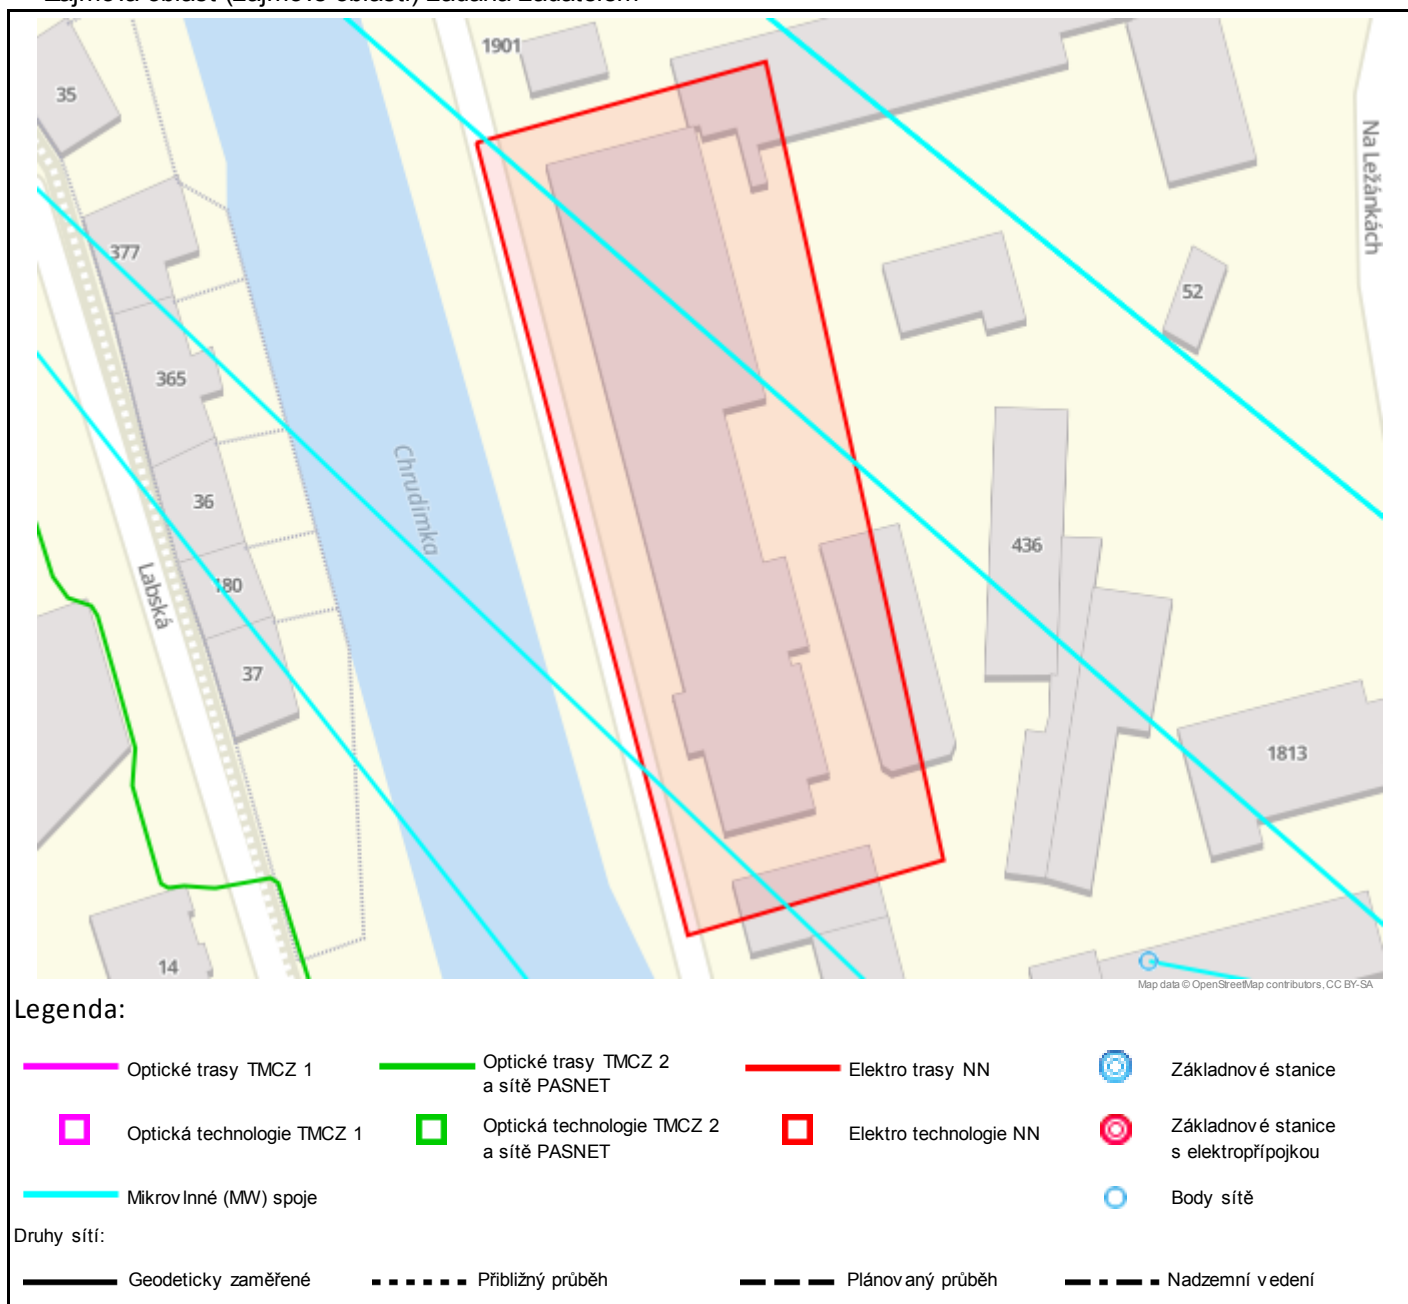 1901
35
Na Ležánkách
377
52
365
Chrudimka
36
436
180
Labská
37
1813
14
Map data © OpenStreetMap contributors, CC BY-SA
Legenda:
Optické trasy TMCZ 1
Optické trasy TMCZ 2
a sítě PASNET
Elektro trasy NN
Základnové stanice
Optická technologie TMCZ 1
Optická technologie TMCZ 2
a sítě PASNET
Elektro technologie NN
Základnové stanice
s elektropřípojkou
Mikrovlnné (MW) spoje
Body sítě
Druhy sítí:
Geodeticky zaměřené
Přibližný průběh
Plánovaný průběh
Nadzemní vedení